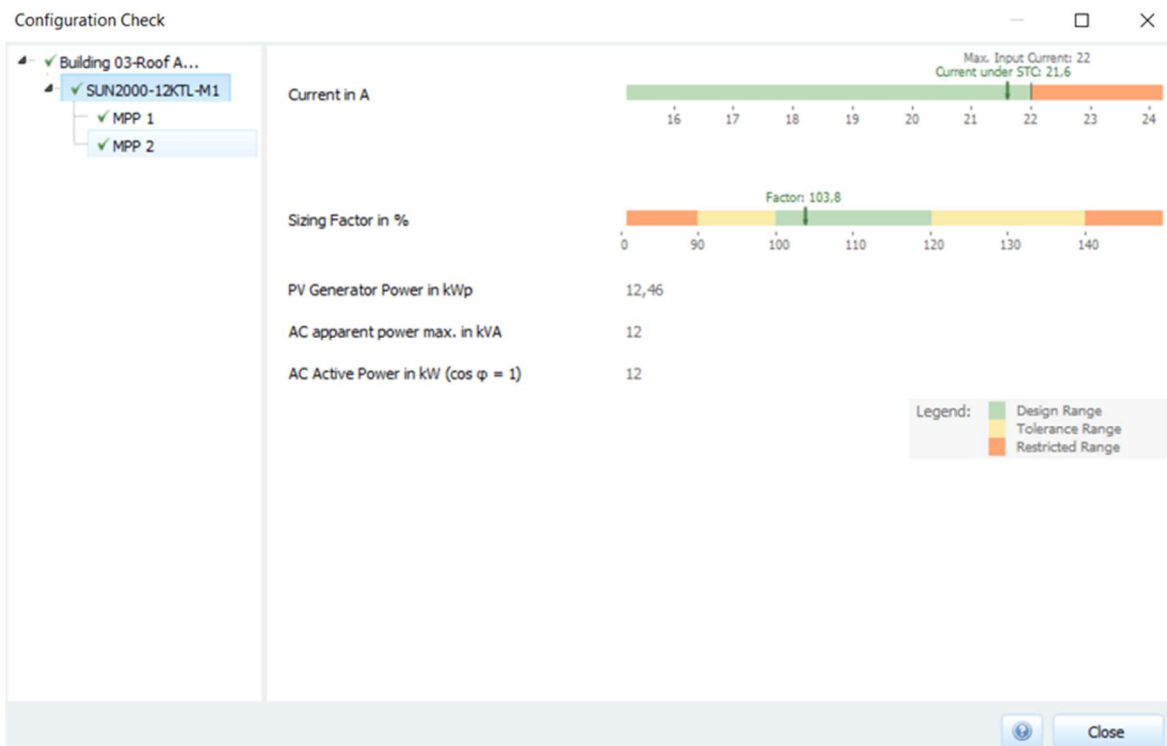 Configuration Check
Building 03-Roof A...
SUN2000-12KTL-M1
MPP 1
MPP 2
Max. Input Current: 22
Current under STC: 21,6
Current in A
16 17 18 19 20 21 22 23 24
Factor: 103,8
Sizing Factor in %
0 90 100 110 120 130 140
PV Generator Power in kWp 12,46
AC apparent power max. in kVA 12
AC Active Power in kW (cos φ = 1) 12
Legend: Design Range
Tolerance Range
Restricted Range
Close